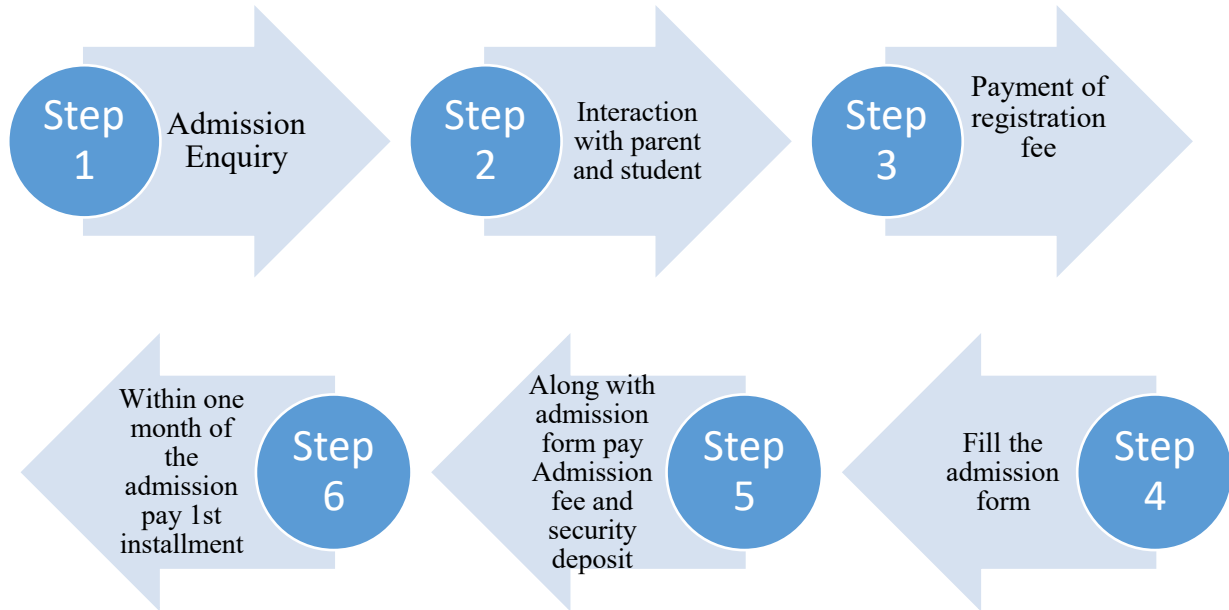 Step
1
Admission
Enquiry
Step
2
Interaction
with parent
and student
Step
3
Payment of
registration
fee
Step
4
Fill the
admission
form
Step
5
Along with
admission
form pay
Admission
fee and
security
deposit
Step
6
Within one
month of
the
admission
pay 1st
installment